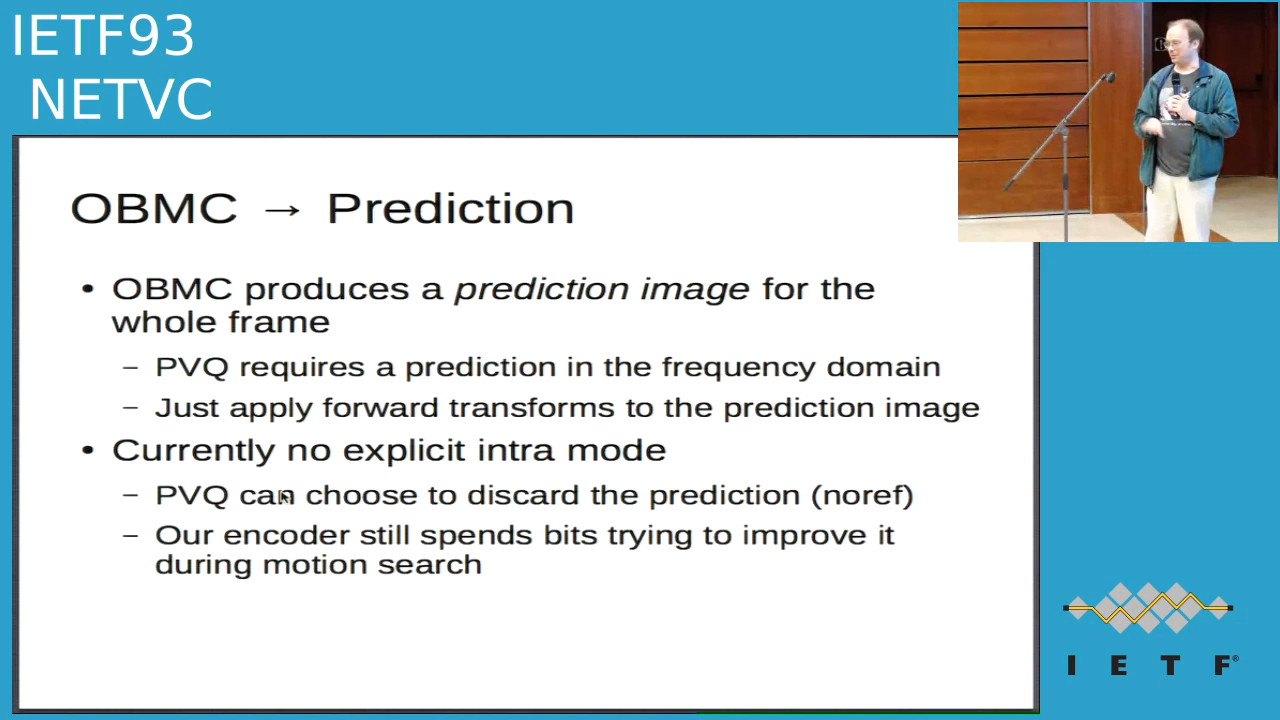 IETF93
NETVC
OBMC → Prediction
• OBMC produces a prediction image for the
whole frame
– PVQ requires a prediction in the frequency domain
– Just apply forward transforms to the prediction image
• Currently no explicit intra mode
– PVQ can choose to discard the prediction (noref)
– Our encoder still spends bits trying to improve it
during motion search
I E T F®